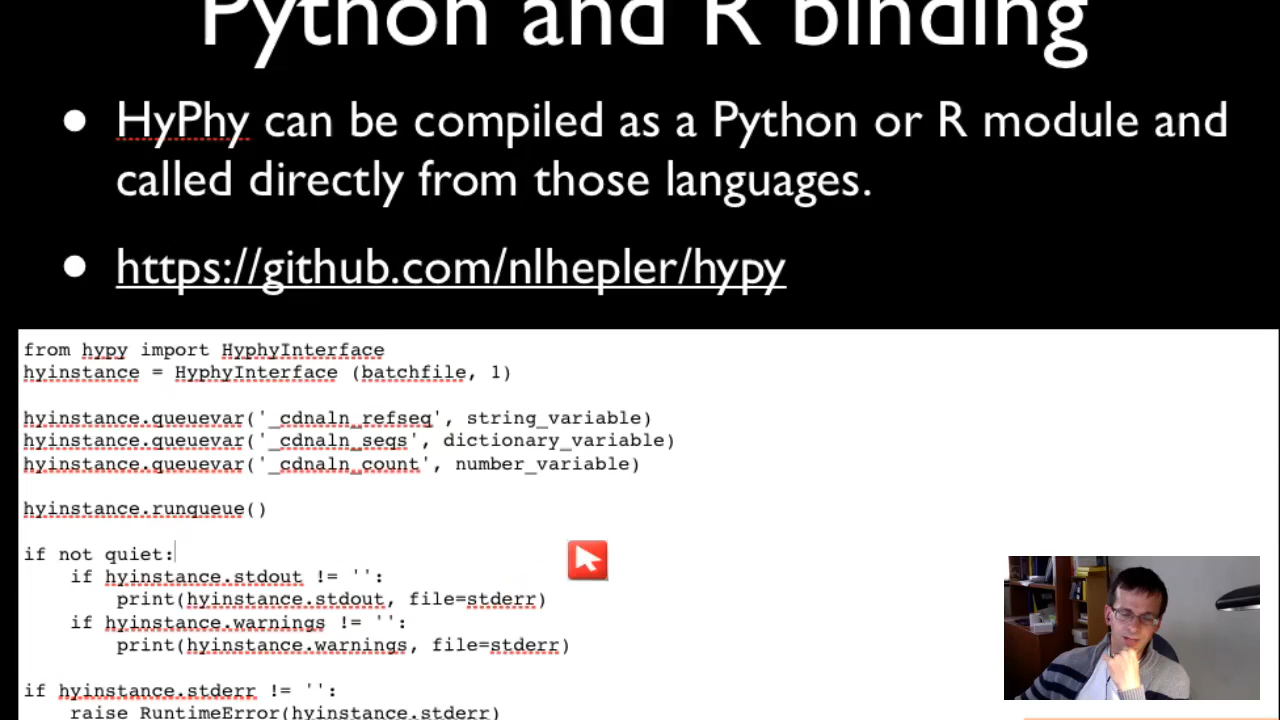 Python and R binding
• HyPhy can be compiled as a Python or R module and
called directly from those languages.
• https://github.com/nlhepler/hypy
from hypy import HyphyInterface
hyinstance = HyphyInterface (batchfile, 1)
hyinstance.queuevar('_cdnaln_refseq', string_variable)
hyinstance.queuevar('_cdnaln_seqs', dictionary_variable)
hyinstance.queuevar('_cdnaln_count', number_variable)
hyinstance.runqueue()
if not quiet:
    if hyinstance.stdout != '':
        print(hyinstance.stdout, file=stderr)
    if hyinstance.warnings != '':
        print(hyinstance.warnings, file=stderr)
if hyinstance.stderr != '':
    raise RuntimeError(hyinstance.stderr)